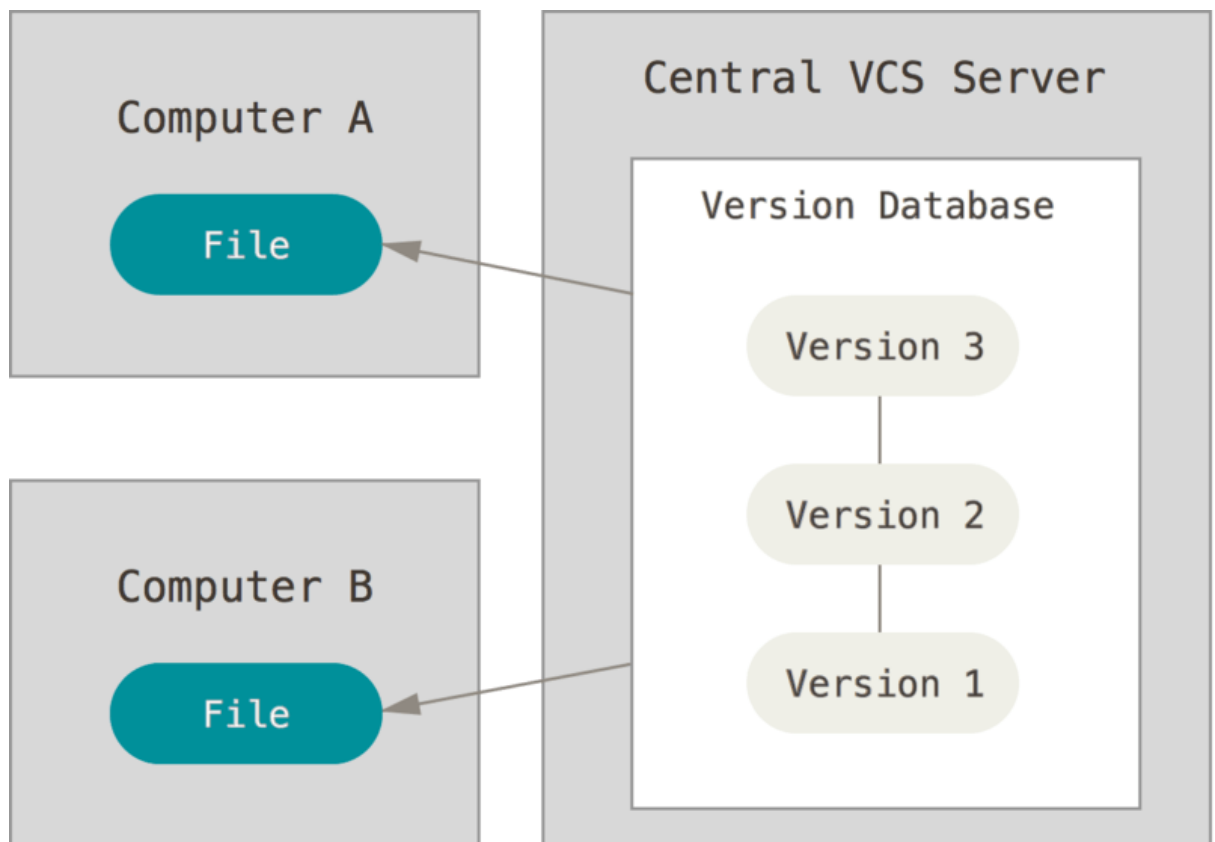 Computer A
File
Computer B
File
Central VCS Server
Version Database
Version 3
Version 2
Version 1